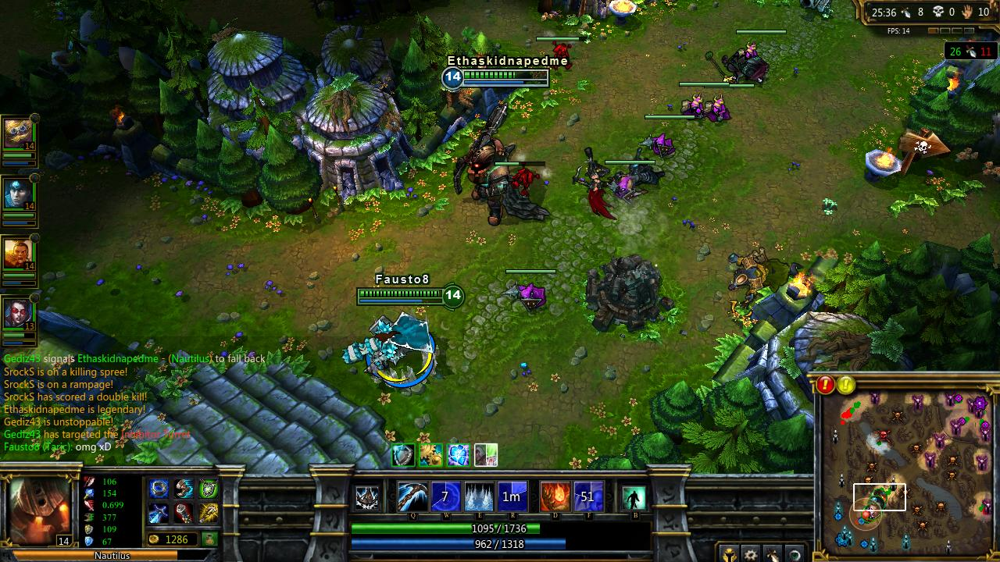 25:36 8 0 10
FPS: 14
26 11
Ethaskidnapedme
14
14
14
14
13
Fausto8
14
Gediz43 signals Ethaskidnapedme - (Nautilus) to fall back
SrockS is on a killing spree!
SrockS is on a rampage!
SrockS has scored a double kill!
Ethaskidnapedme is legendary!
Gediz43 is unstoppable!
Gediz43 has targeted the Inhibitor Turret
Fausto8 (Taric): omg xD
106
154
0.699
377
109
67
14
Nautilus
1286
7 1m 51
Q W E R D F B
1095 / 1736
962 / 1318